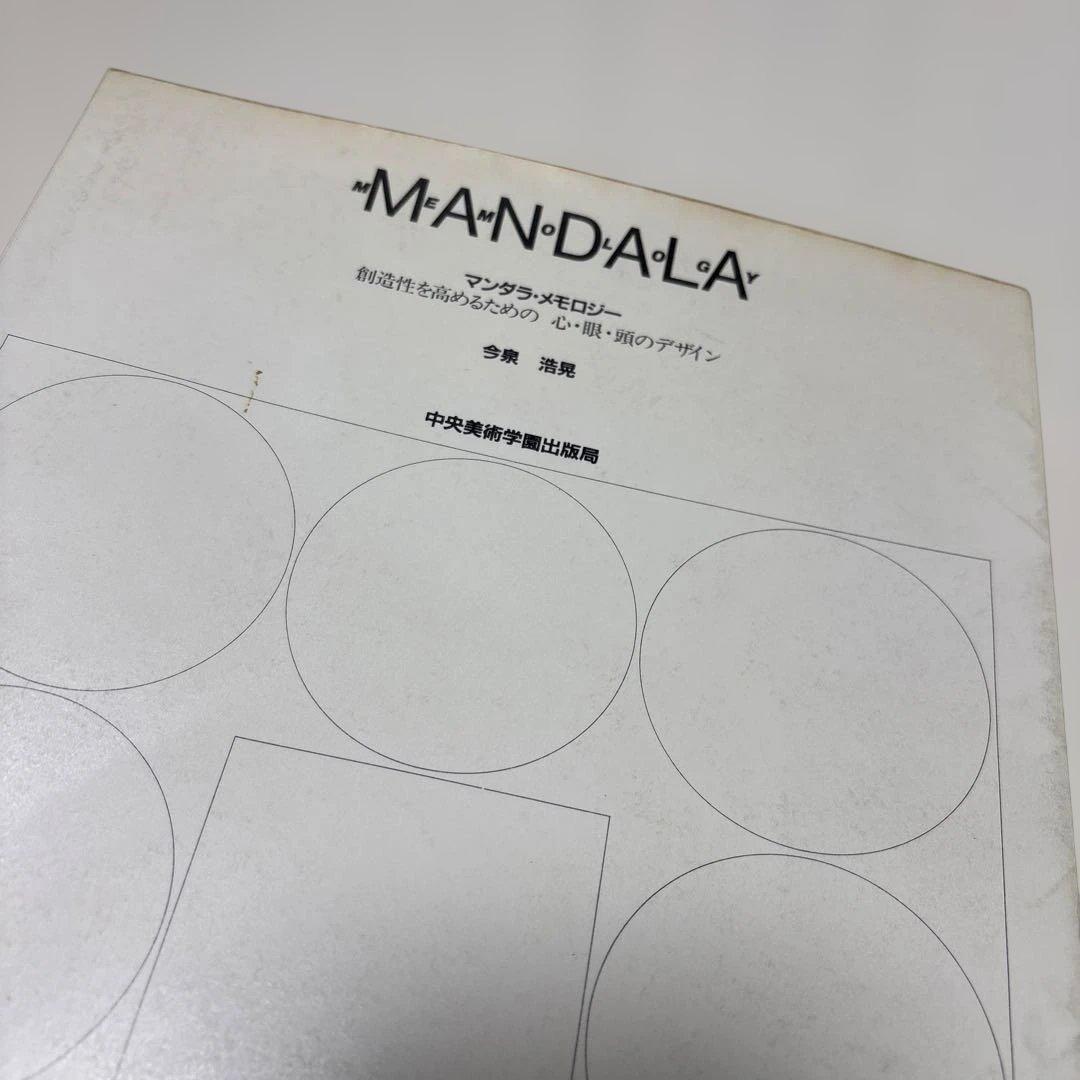 MANDALA
MEMOLOGY
マンダラ・メモロジー
創造性を高めるための 心・眼・頭のデザイン
今泉 浩晃
中央美術学園出版局